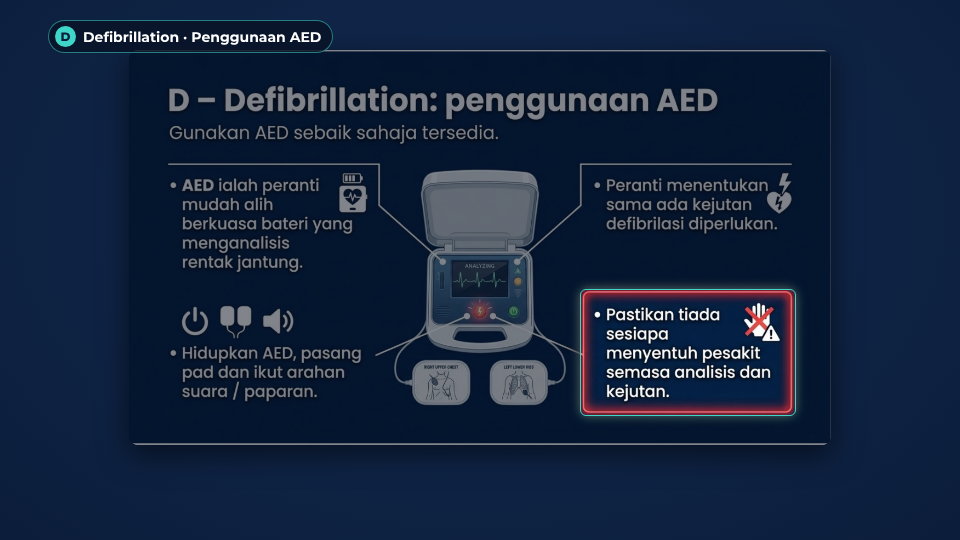 D Defibrillation · Penggunaan AED
D – Defibrillation: penggunaan AED
Gunakan AED sebaik sahaja tersedia.
• AED ialah peranti
mudah alih
berkuasa bateri yang
menganalisis
rentak jantung.
• Hidupkan AED, pasang
pad dan ikut arahan
suara / paparan.
ANALYZING
RIGHT UPPER CHEST
LEFT LOWER RIBS
• Peranti menentukan
sama ada kejutan
defibrilasi diperlukan.
• Pastikan tiada
sesiapa
menyentuh pesakit
semasa analisis dan
kejutan.